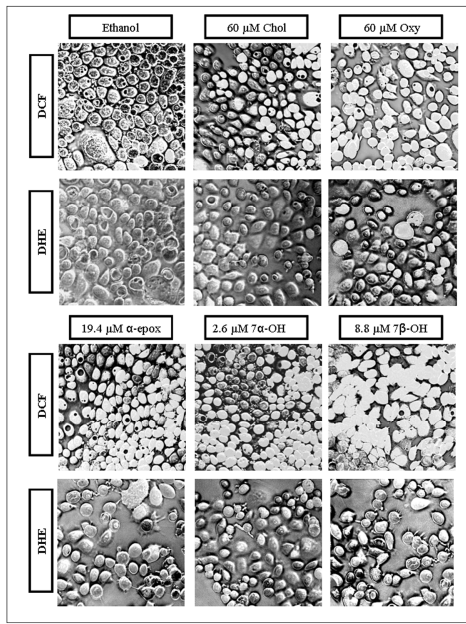 Ethanol 60 µM Chol 60 µM Oxy
DCF
DHE
19.4 µM α-epox 2.6 µM 7α-OH 8.8 µM 7β-OH
DCF
DHE